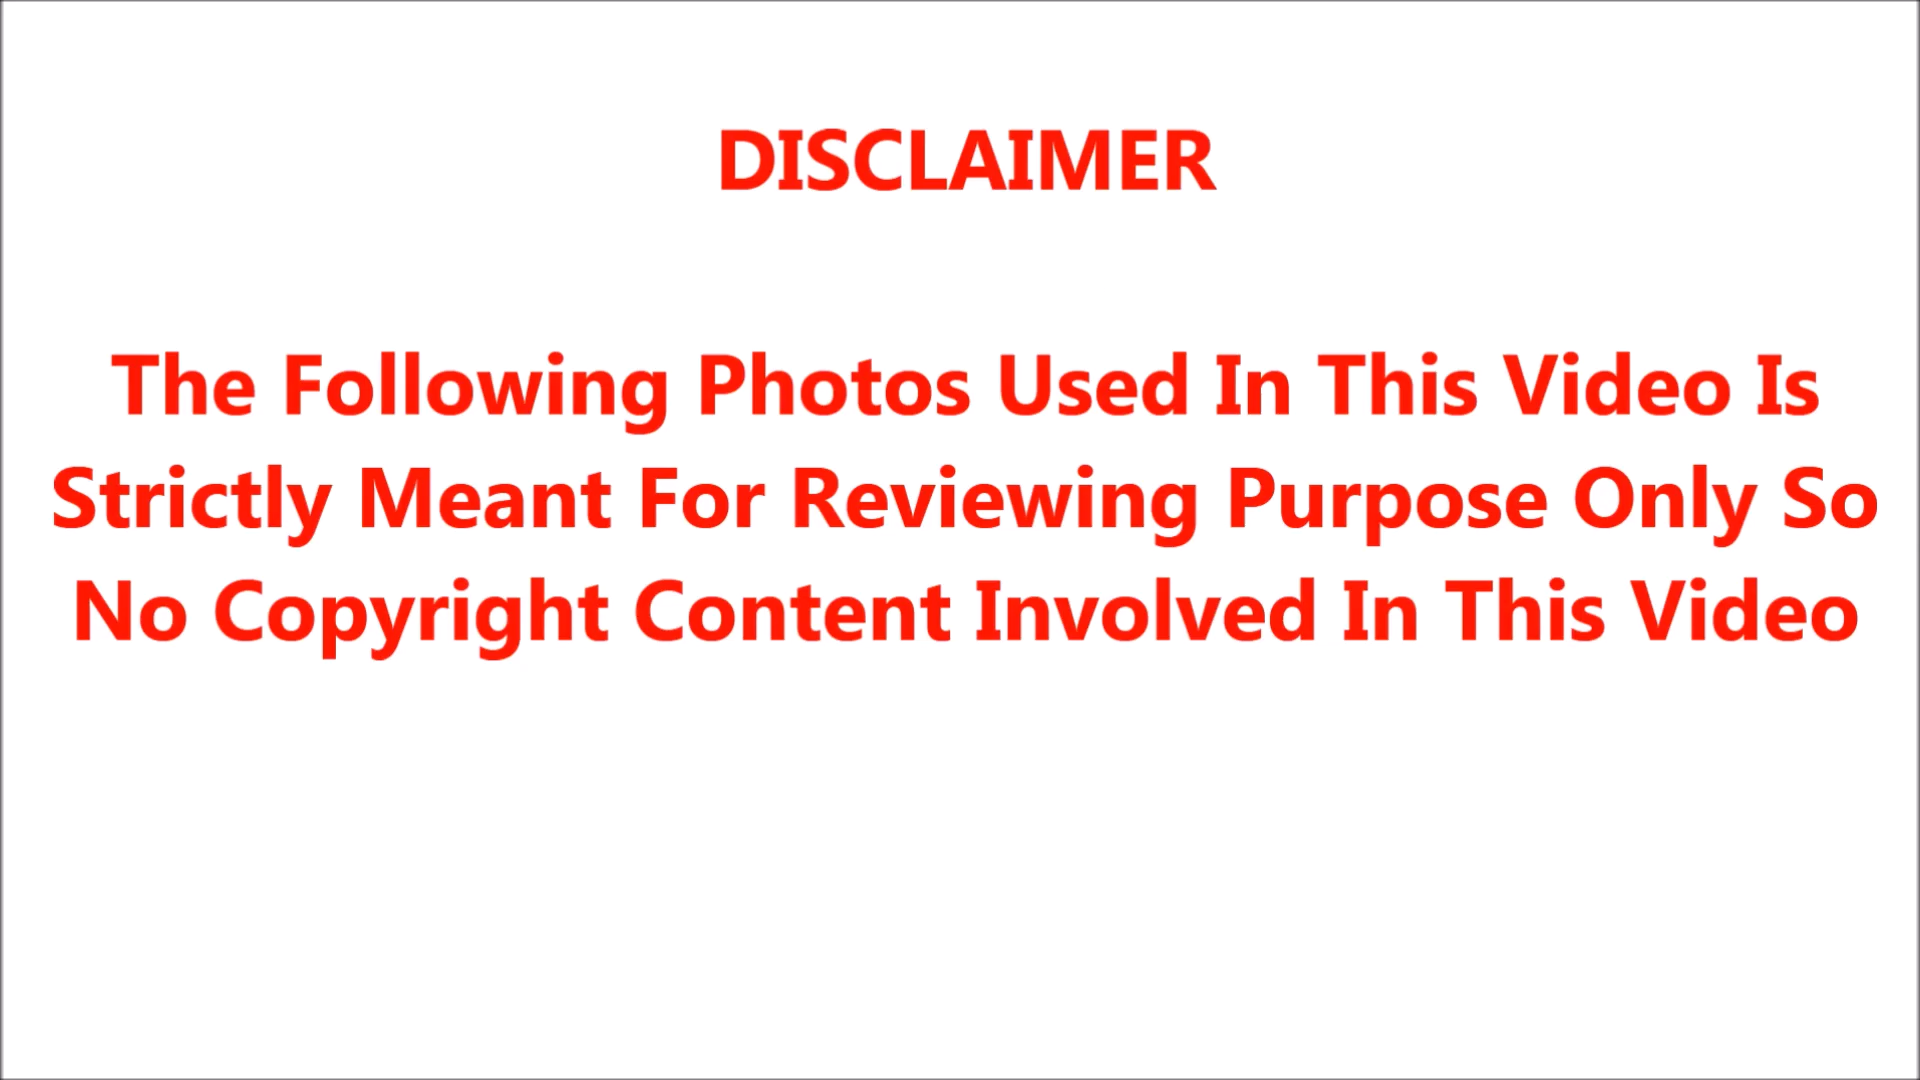 DISCLAIMER
The Following Photos Used In This Video Is
Strictly Meant For Reviewing Purpose Only So
No Copyright Content Involved In This Video